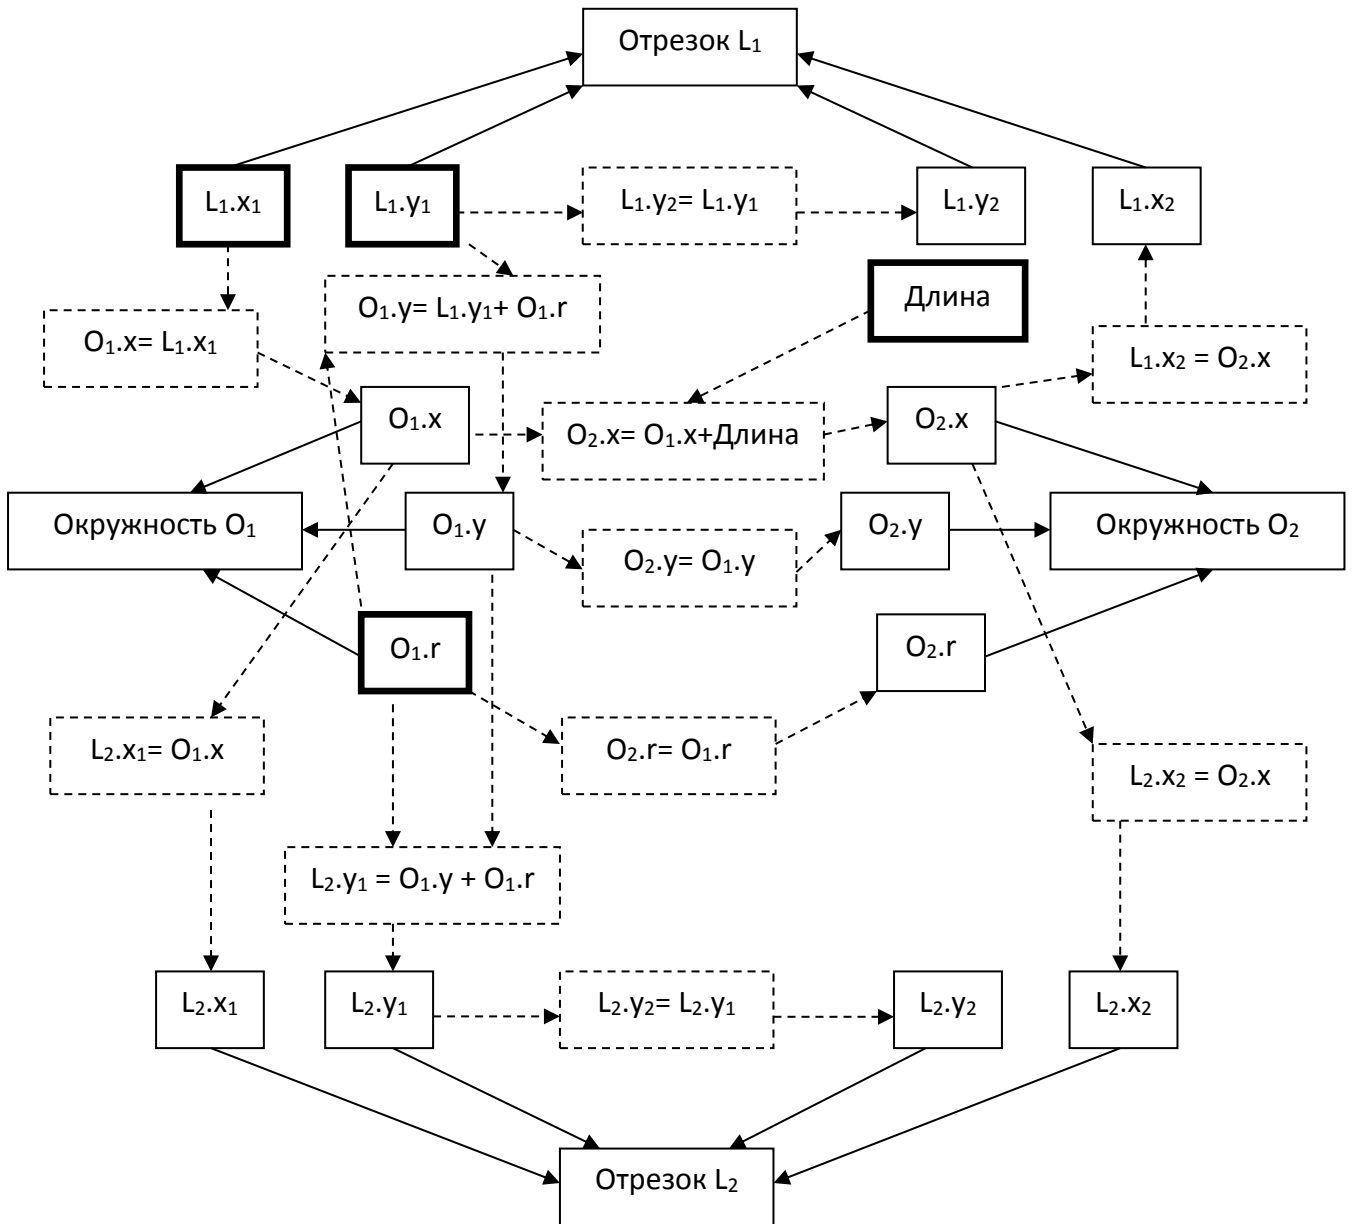 Отрезок L₁
L₁.x₁
L₁.y₁
L₁.y₂= L₁.y₁
L₁.y₂
L₁.x₂
O₁.x= L₁.x₁
O₁.y= L₁.y₁+ O₁.r
Длина
L₁.x₂ = O₂.x
O₁.x
O₂.x= O₁.x+Длина
O₂.x
Окружность O₁
O₁.y
O₂.y= O₁.y
O₂.y
Окружность O₂
O₁.r
O₂.r
L₂.x₁= O₁.x
O₂.r= O₁.r
L₂.x₂ = O₂.x
L₂.y₁ = O₁.y + O₁.r
L₂.x₁
L₂.y₁
L₂.y₂= L₂.y₁
L₂.y₂
L₂.x₂
Отрезок L₂